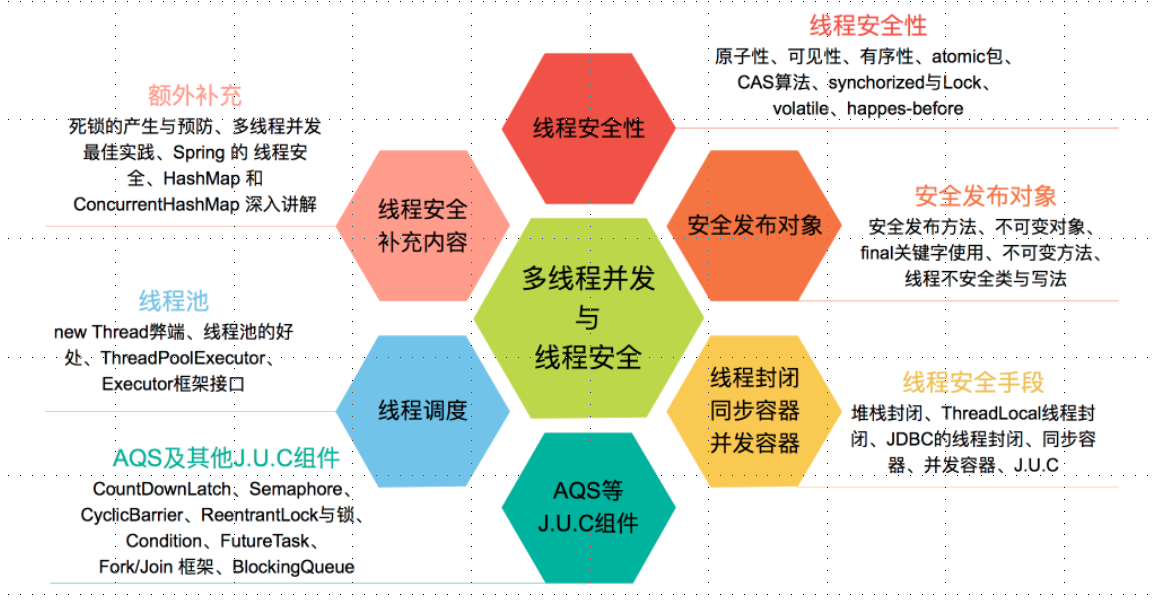 线程安全性
原子性、可见性、有序性、atomic包、
CAS算法、synchorized与Lock、
volatile、happes-before
额外补充
死锁的产生与预防、多线程并发
最佳实践、Spring 的 线程安
全、HashMap 和
ConcurrentHashMap 深入讲解
线程安全性
线程安全
补充内容
安全发布对象
安全发布对象
安全发布方法、不可变对象、
final关键字使用、不可变方法、
线程不安全类与写法
多线程并发
与
线程安全
线程池
new Thread弊端、线程池的好
处、ThreadPoolExecutor、
Executor框架接口
线程调度
线程封闭
同步容器
并发容器
线程安全手段
堆栈封闭、ThreadLocal线程封
闭、JDBC的线程封闭、同步容
器、并发容器、J.U.C
AQS及其他J.U.C组件
CountDownLatch、Semaphore、
CyclicBarrier、ReentrantLock与锁、
Condition、FutureTask、
Fork/Join 框架、BlockingQueue
AQS等
J.U.C组件